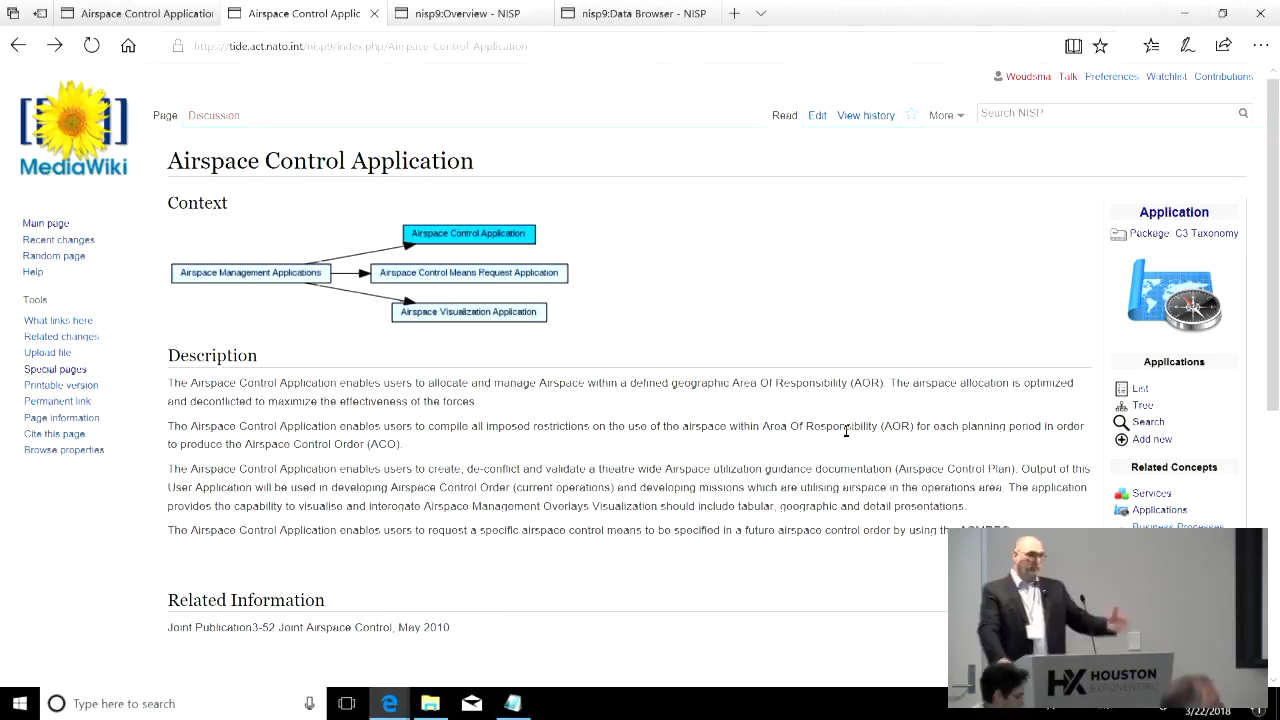 Airspace Control Application
Airspace Control Applic
nisp9:Overview - NISP
nisp9:Data Browser - NISP
https://tide.act.nato.int/nisp9/index.php/Airspace_Control_Application
Woudsma Talk Preferences Watchlist Contributions
Page Discussion
Read Edit View history More
Search NISP
MediaWiki
Main page
Recent changes
Random page
Help
Tools
What links here
Related changes
Upload file
Special pages
Printable version
Permanent link
Page information
Cite this page
Browse properties
Airspace Control Application
Context
Airspace Control Application
Airspace Management Applications
Airspace Control Means Request Application
Airspace Visualization Application
Description
The Airspace Control Application enables users to allocate and manage Airspace within a defined geographic Area Of Responsibility (AOR). The airspace allocation is optimized
and deconflicted to maximize the effectiveness of the forces
The Airspace Control Application enables users to compile all imposed restrictions on the use of the airspace within Area Of Responsibility (AOR) for each planning period in order
to produce the Airspace Control Order (ACO).
The Airspace Control Application enables users to create, de-conflict and validate a theatre wide Airspace utilization guidance documentation (Airspace Control Plan). Output of this
User Application will be used in developing Airspace Control Order (current operations) and developing missions which are utilising airspace in the operations area. The application
provides the capability to visualise and interogate Airspace Management Overlays Visualization should include tabular, geographic and detail presentations.
The Airspace Control Application enables users to request a specific airspace control means to be specified in a future airspace control order by using the
Related Information
Joint Publication3-52 Joint Airspace Control, May 2010
Application
Package: C3 Taxonomy
Applications
List
Tree
Search
Add new
Related Concepts
Services
Applications
Business Processes
HX HOUSTON
EXPONENTIAL
Type here to search
3/22/2018